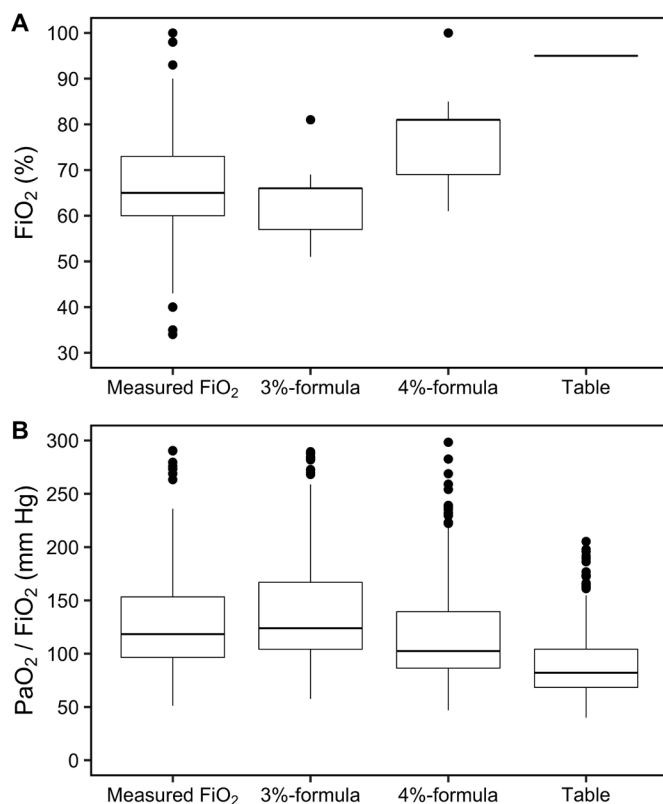 A
FiO₂ (%)
100
90
80
70
60
50
40
30
Measured FiO₂ 3%-formula 4%-formula Table
B
PaO₂ / FiO₂ (mm Hg)
300
250
200
150
100
50
0
Measured FiO₂ 3%-formula 4%-formula Table